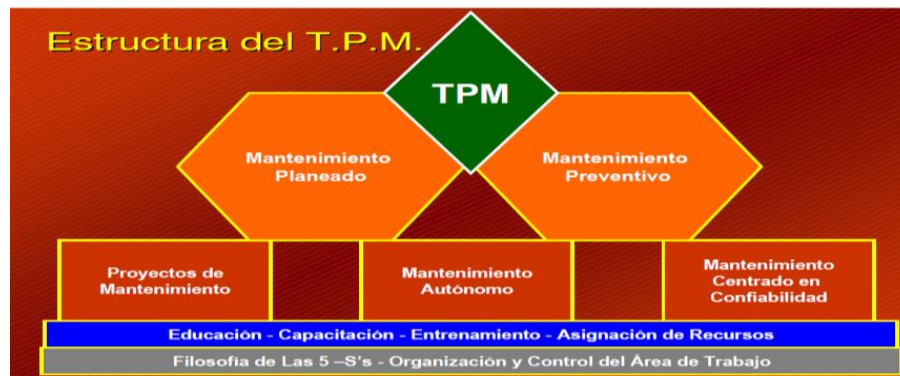 Estructura del T.P.M.
TPM
Mantenimiento
Planeado
Mantenimiento
Preventivo
Proyectos de
Mantenimiento
Mantenimiento
Autónomo
Mantenimiento
Centrado en
Confiabilidad
Educación - Capacitación - Entrenamiento - Asignación de Recursos
Filosofía de Las 5 –S's - Organización y Control del Área de Trabajo